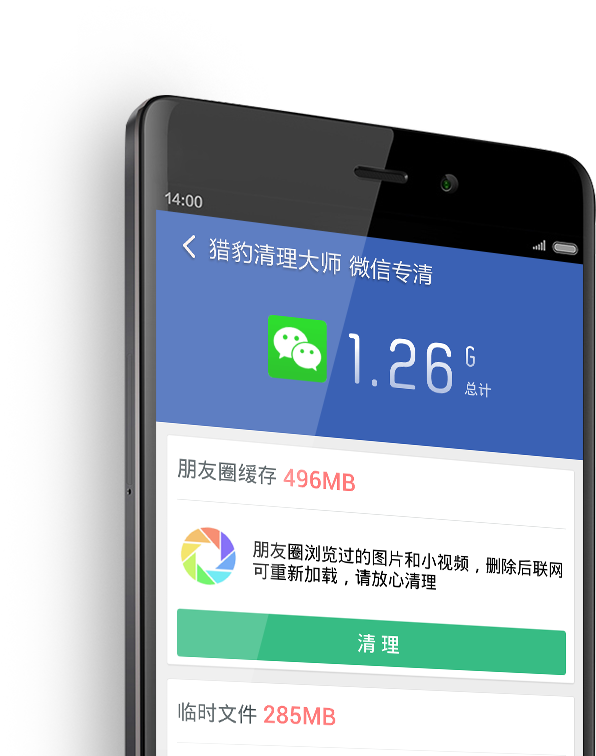 14:00
猎豹清理大师 微信专清
1.26 G
总计
朋友圈缓存 496MB
朋友圈浏览过的图片和小视频，删除后联网
可重新加载，请放心清理
清 理
临时文件 285MB